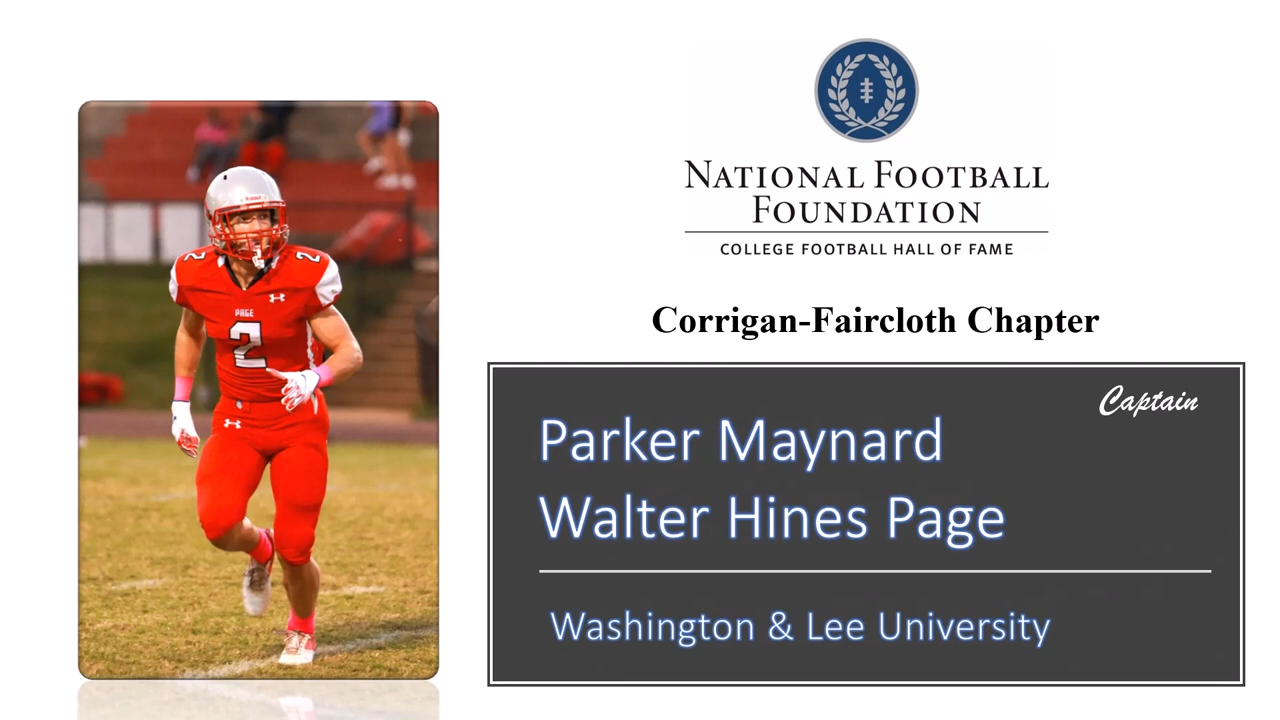 NATIONAL FOOTBALL
FOUNDATION
COLLEGE FOOTBALL HALL OF FAME
Corrigan-Faircloth Chapter
Captain
Parker Maynard
Walter Hines Page
Washington & Lee University
Riddell
2
2
PAGE
2